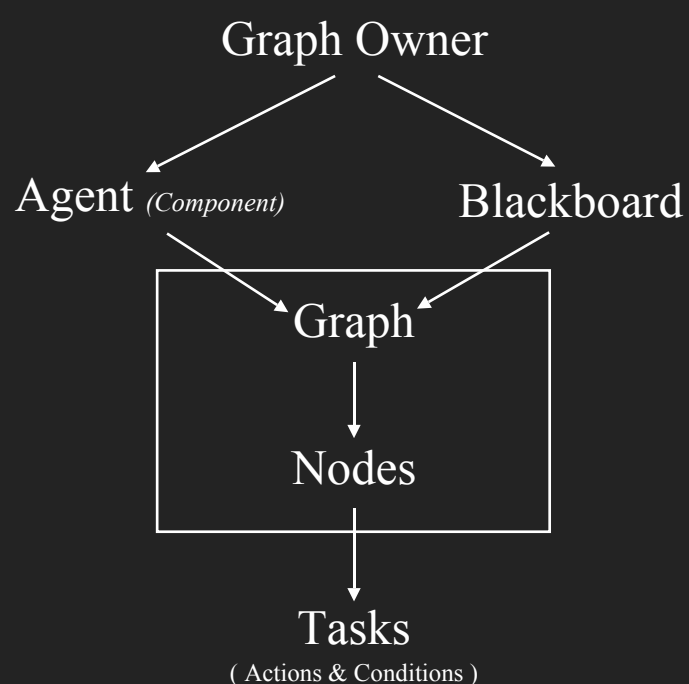 Graph Owner
Agent (Component)
Blackboard
Graph
Nodes
Tasks
( Actions & Conditions )